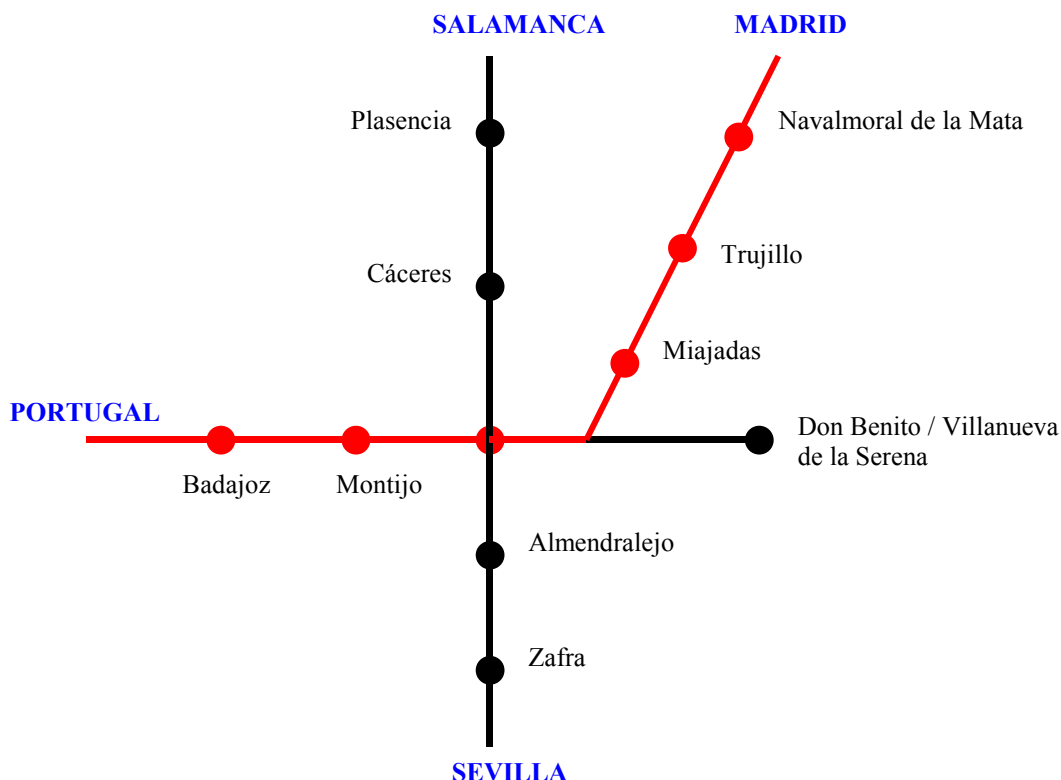 SALAMANCA
MADRID
Plasencia
Navalmoral de la Mata
Trujillo
Cáceres
Miajadas
PORTUGAL
Don Benito / Villanueva
de la Serena
Badajoz
Montijo
Almendralejo
Zafra
SEVILLA